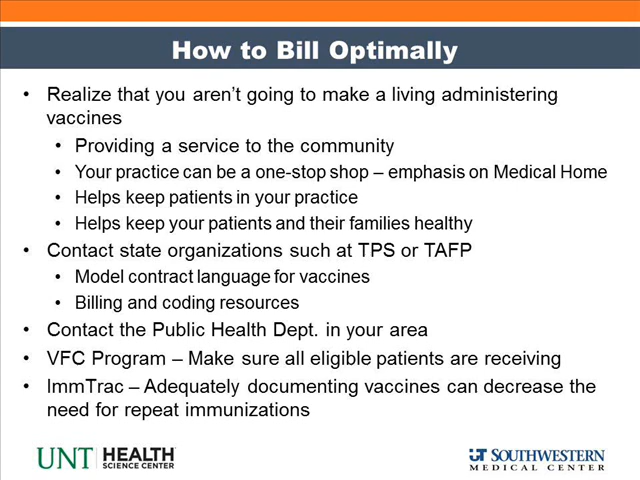 How to Bill Optimally
• Realize that you aren't going to make a living administering
vaccines
• Providing a service to the community
• Your practice can be a one-stop shop – emphasis on Medical Home
• Helps keep patients in your practice
• Helps keep your patients and their families healthy
• Contact state organizations such at TPS or TAFP
• Model contract language for vaccines
• Billing and coding resources
• Contact the Public Health Dept. in your area
• VFC Program – Make sure all eligible patients are receiving
• ImmTrac – Adequately documenting vaccines can decrease the
need for repeat immunizations
UNT HEALTH
SCIENCE CENTER
UT SOUTHWESTERN
MEDICAL CENTER